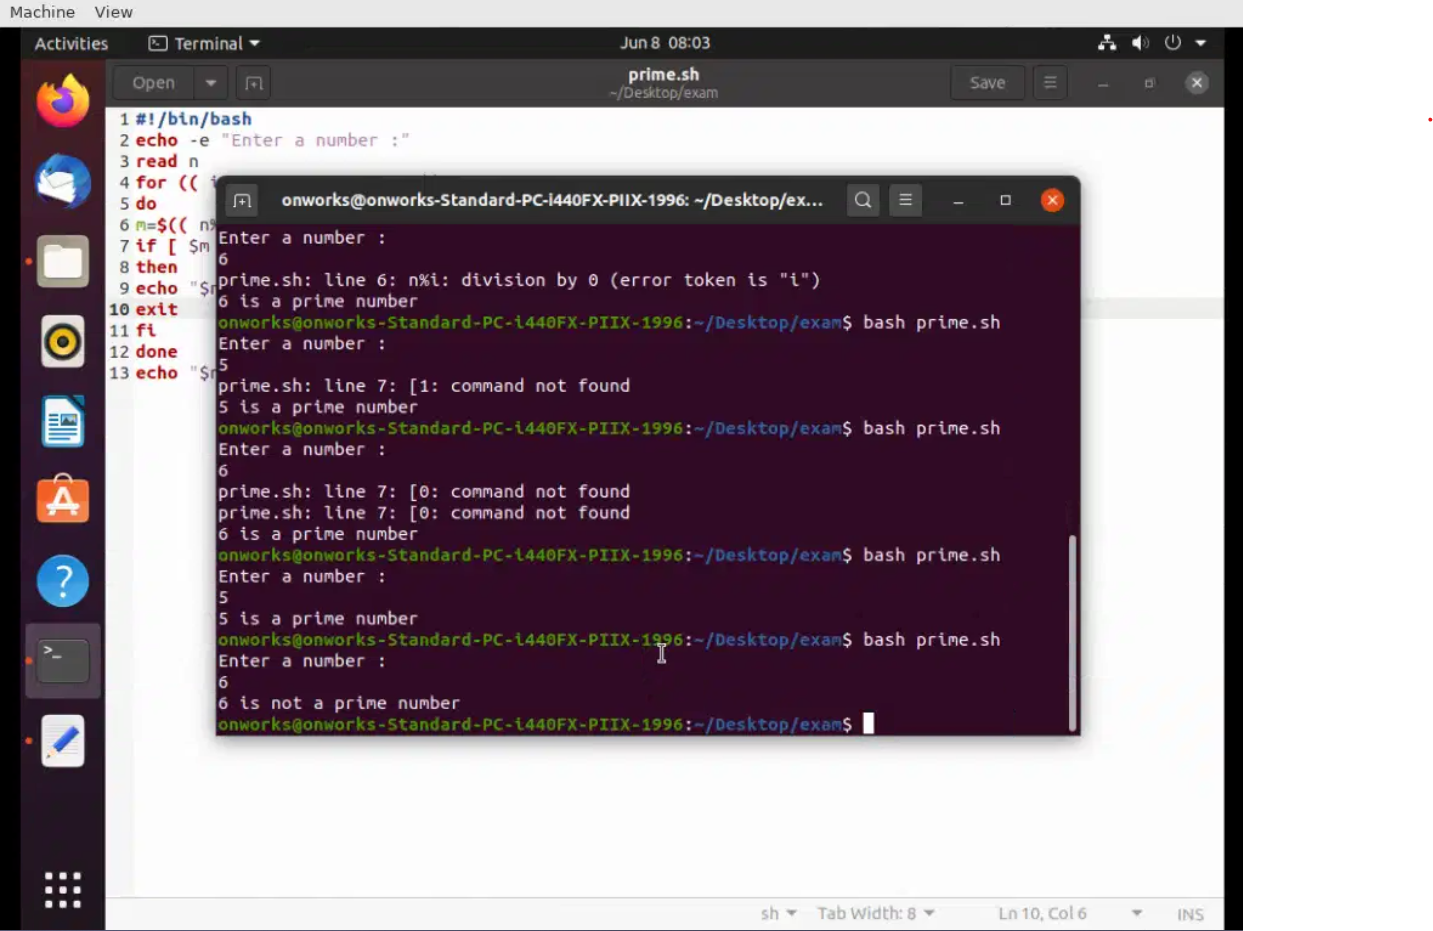 Machine View
Activities Terminal Jun 8 08:03
Open prime.sh Save
~/Desktop/exam
1 #!/bin/bash
2 echo -e "Enter a number :"
3 read n
4 for ((
5 do
6 m=$(( n%
7 if [ $m
8 then
9 echo "$n
10 exit
11 fi
12 done
13 echo "$n
onworks@onworks-Standard-PC-i440FX-PIIX-1996: ~/Desktop/ex...
Enter a number :
6
prime.sh: line 6: n%i: division by 0 (error token is "i")
6 is a prime number
onworks@onworks-Standard-PC-i440FX-PIIX-1996:~/Desktop/exam$ bash prime.sh
Enter a number :
5
prime.sh: line 7: [1: command not found
5 is a prime number
onworks@onworks-Standard-PC-i440FX-PIIX-1996:~/Desktop/exam$ bash prime.sh
Enter a number :
6
prime.sh: line 7: [0: command not found
prime.sh: line 7: [0: command not found
6 is a prime number
onworks@onworks-Standard-PC-i440FX-PIIX-1996:~/Desktop/exam$ bash prime.sh
Enter a number :
5
5 is a prime number
onworks@onworks-Standard-PC-i440FX-PIIX-1996:~/Desktop/exam$ bash prime.sh
Enter a number :
6
6 is not a prime number
onworks@onworks-Standard-PC-i440FX-PIIX-1996:~/Desktop/exam$
sh Tab Width: 8 Ln 10, Col 6 INS